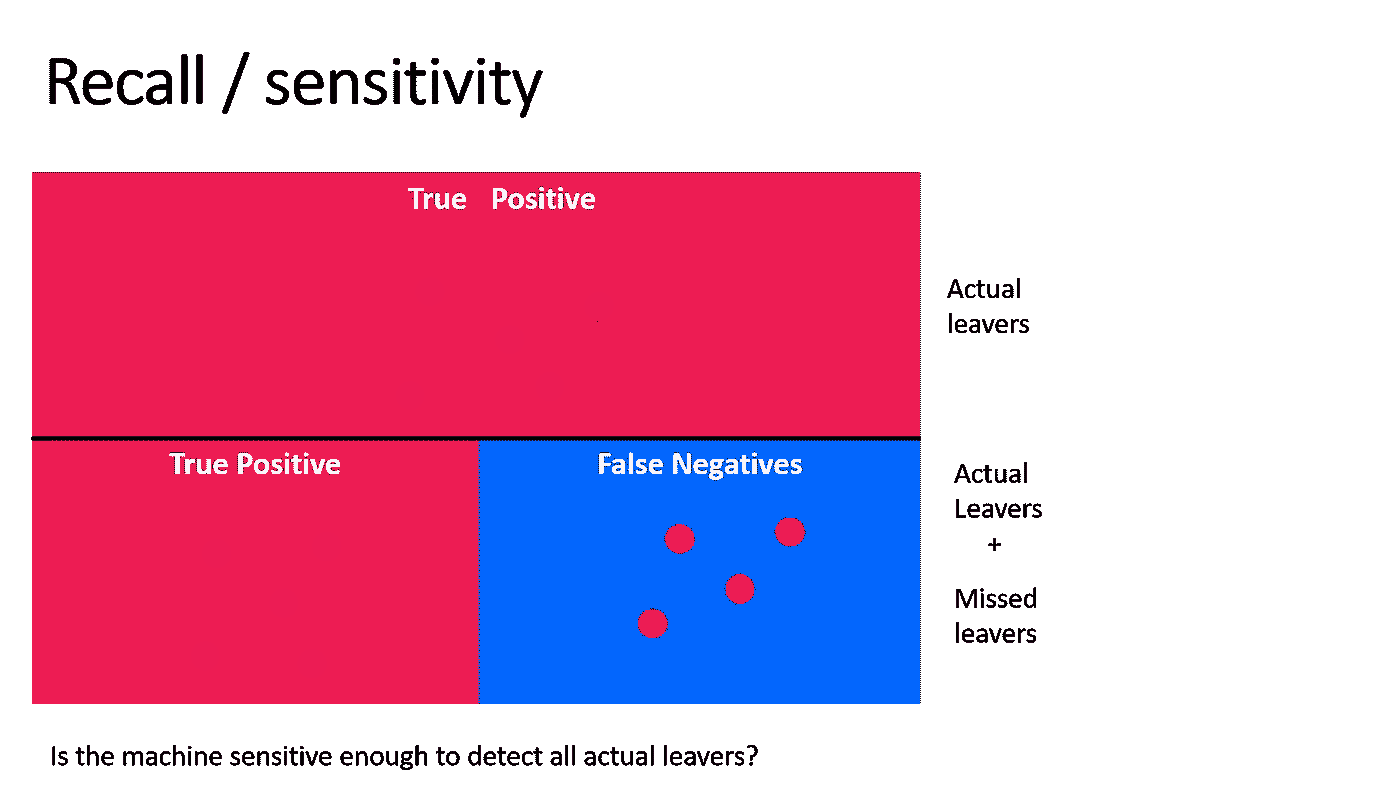 Recall / sensitivity
True Positive
Actual
leavers
True Positive
False Negatives
Actual
Leavers
+
Missed
leavers
Is the machine sensitive enough to detect all actual leavers?